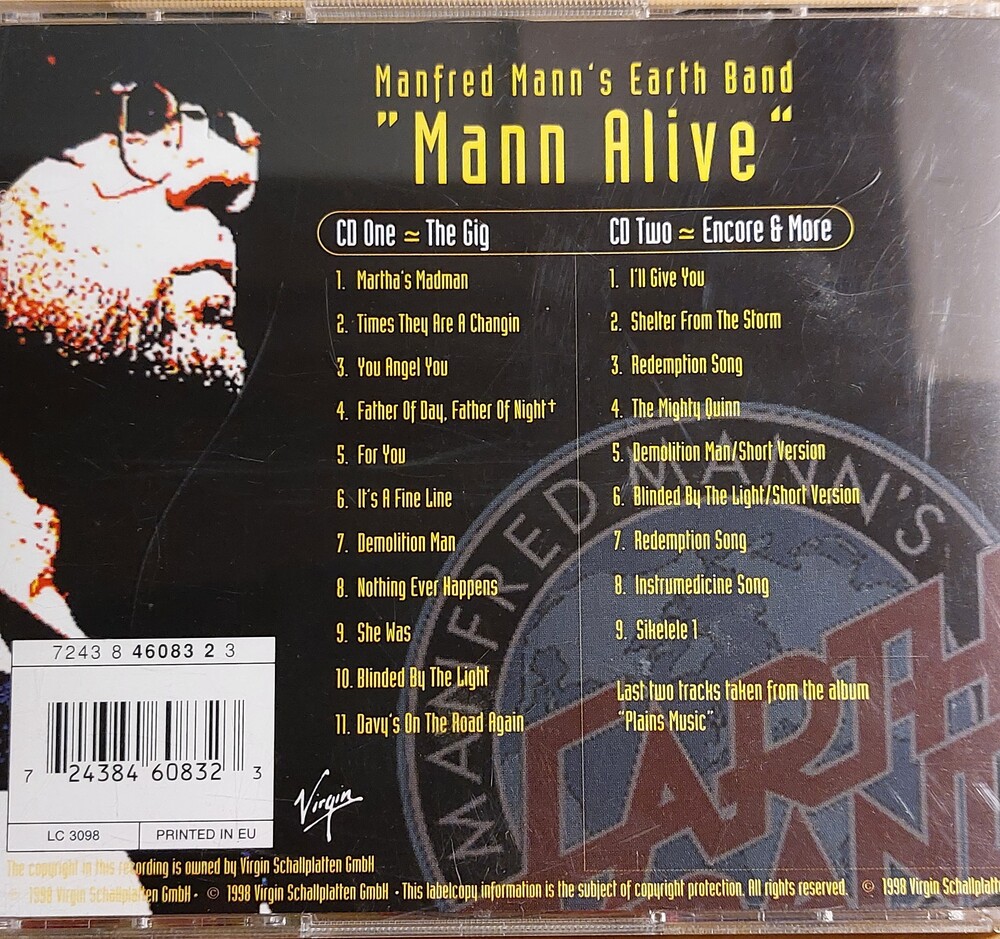 Manfred Mann's Earth Band
"Mann Alive"
CD One ≃ The Gig
1. Martha's Madman
2. Times They Are A Changin
3. You Angel You
4. Father Of Day, Father Of Night†
5. For You
6. It's A Fine Line
7. Demolition Man
8. Nothing Ever Happens
9. She Was
10. Blinded By The Light
11. Davy's On The Road Again
CD Two ≃ Encore & More
1. I'll Give You
2. Shelter From The Storm
3. Redemption Song
4. The Mighty Quinn
5. Demolition Man/Short Version
6. Blinded By The Light/Short Version
7. Redemption Song
8. Instrumedicine Song
9. Sikelele 1
Last two tracks taken from the album
"Plains Music"
MANFRED MANN'S
EARTH
7243 8 46083 2 3
7 24384 60832 3
LC 3098
PRINTED IN EU
Virgin
The copyright in this recording is owned by Virgin Schallplatten GmbH
1998 Virgin Schallplatten GmbH · © 1998 Virgin Schallplatten GmbH · This labelcopy information is the subject of copyright protection. All rights reserved. © 1998 Virgin Schallplatt